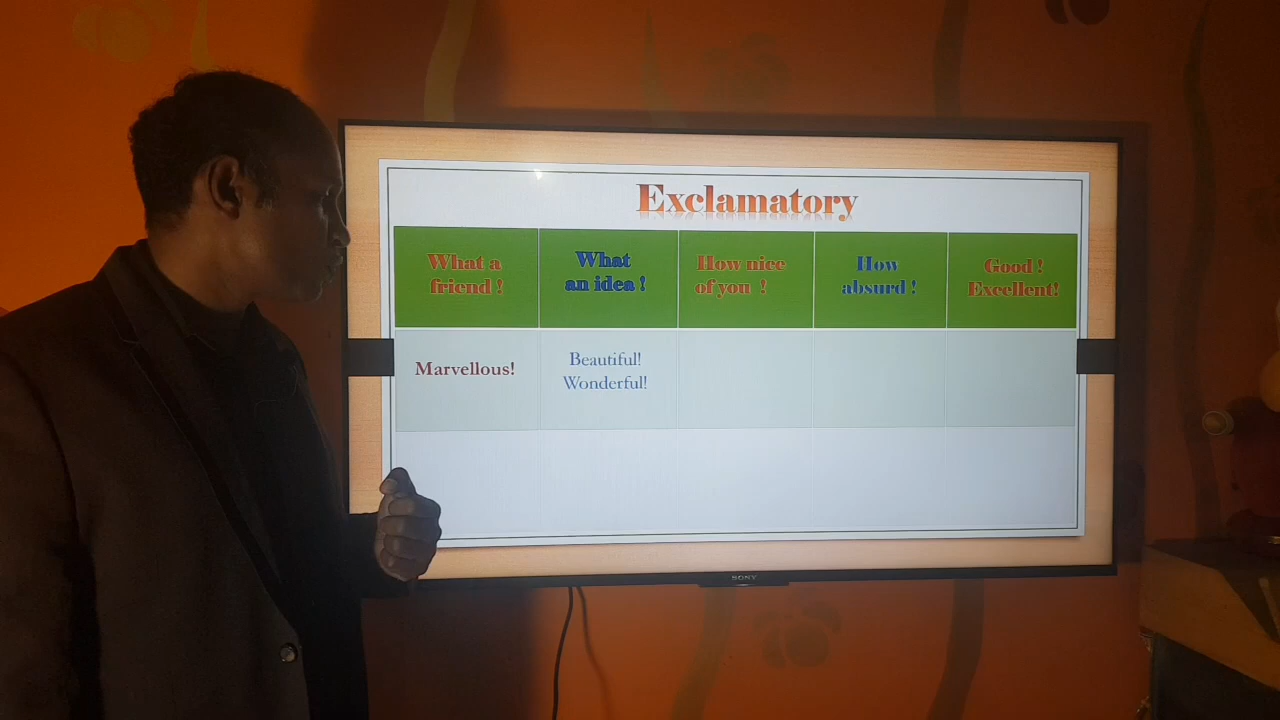 Exclamatory
What a
friend !
What
an idea !
How nice
of you !
How
absurd !
Good !
Excellent!
Marvellous!
Beautiful!
Wonderful!
SONY